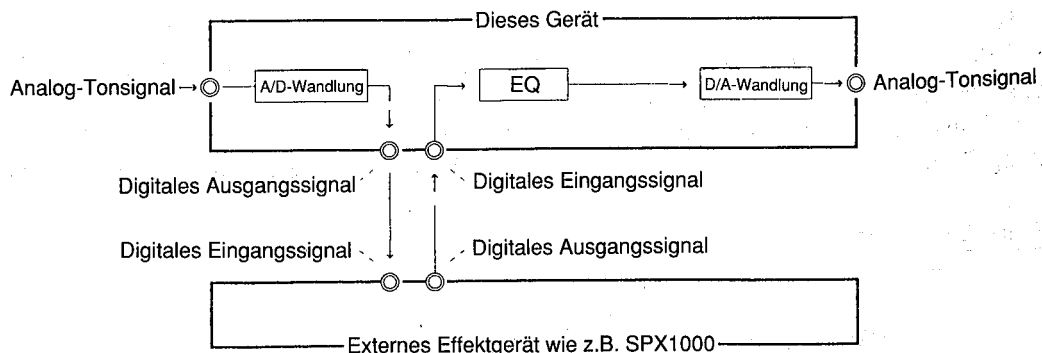 Dieses Gerät
Analog-Tonsignal
A/D-Wandlung
EQ
D/A-Wandlung
Analog-Tonsignal
Digitales Ausgangssignal
Digitales Eingangssignal
Digitales Eingangssignal
Digitales Ausgangssignal
Externes Effektgerät wie z.B. SPX1000